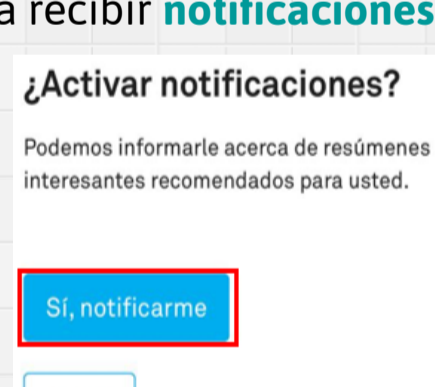 a recibir notificaciones
¿Activar notificaciones?
Podemos informarle acerca de resúmenes
interesantes recomendados para usted.
Sí, notificarme